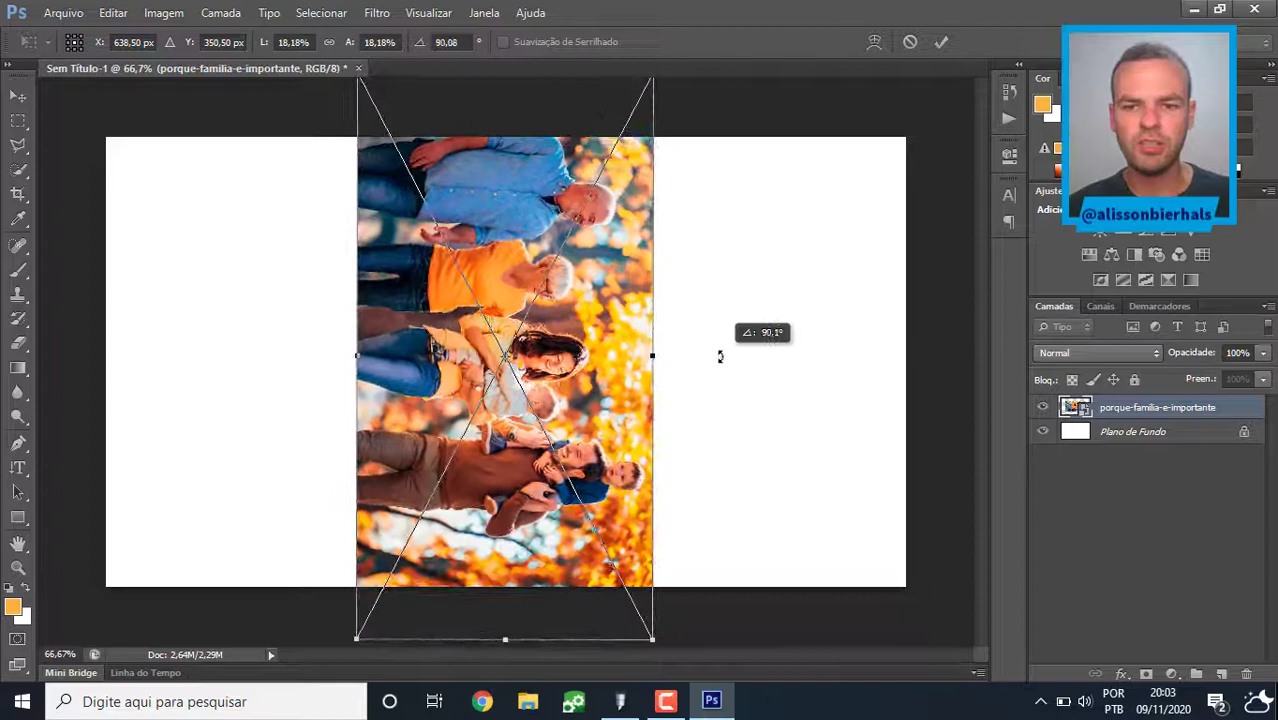 Ps Arquivo Editar Imagem Camada Tipo Selecionar Filtro Visualizar Janela Ajuda
X: 638,50 px Y: 350,50 px L: 18,18% A: 18,18% 90,08 ° Suavização de Serrilhado
Sem Título-1 @ 66,7% (porque-familia-e-importante, RGB/8) * ×
Cor
@alissonbierhals
Ajuste
Adicio
: 90,1°
Camadas Canais Demarcadores
Tipo
Normal Opacidade: 100%
Bloq.: Preen.: 100%
porque-familia-e-importante
Plano de Fundo
66,67% Doc: 2,64M/2,29M
Mini Bridge Linha do Tempo
Digite aqui para pesquisar
Ps
POR
PTB
20:03
09/11/2020
2